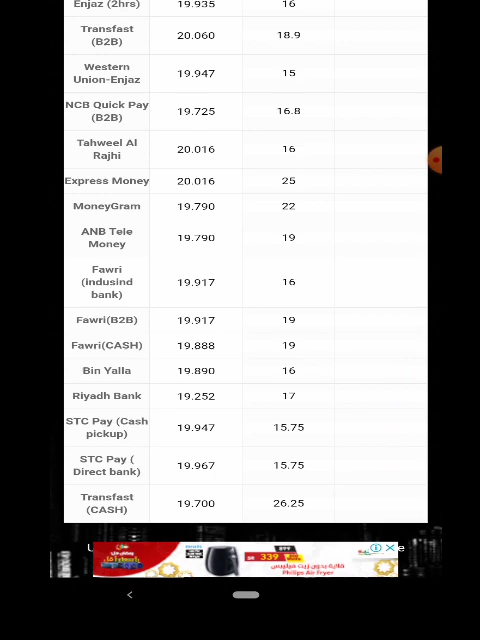 Enjaz (2hrs) 19.935 16
Transfast
(B2B) 20.060 18.9
Western
Union-Enjaz 19.947 15
NCB Quick Pay
(B2B) 19.725 16.8
Tahweel Al
Rajhi 20.016 16
Express Money 20.016 25
MoneyGram 19.790 22
ANB Tele
Money 19.790 19
Fawri
(indusind
bank) 19.917 16
Fawri(B2B) 19.917 19
Fawri(CASH) 19.888 19
Bin Yalla 19.890 16
Riyadh Bank 19.252 17
STC Pay (Cash
pickup) 19.947 15.75
STC Pay (
Direct bank) 19.967 15.75
Transfast
(CASH) 19.700 26.25
U
e
399
339
قلاية بدون زيت فيليبس
Philips Air Fryer